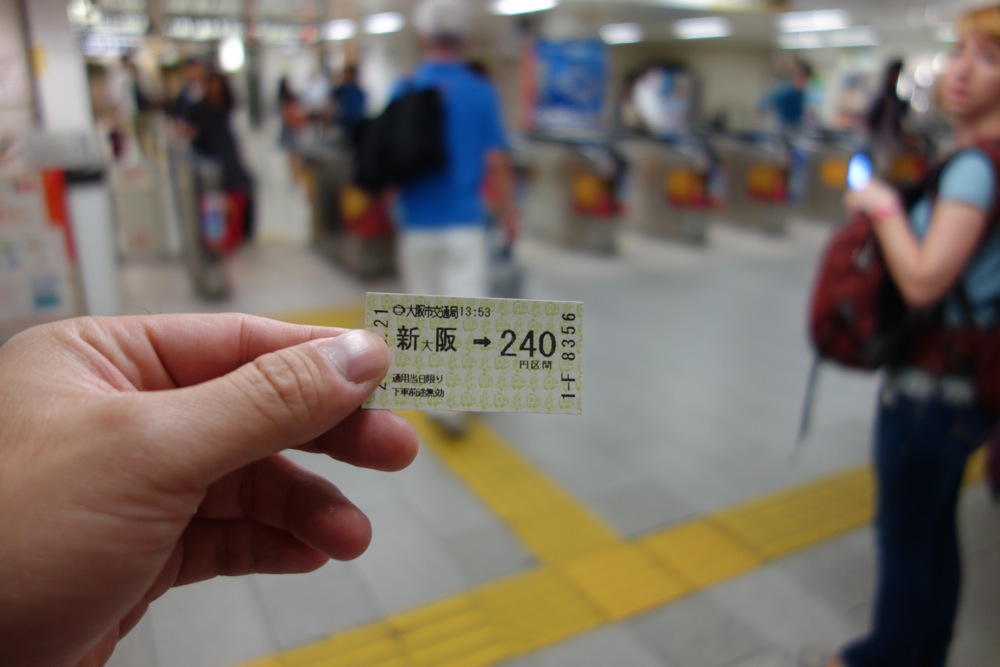 大阪市交通局13:53
新大阪 → 240
円区間
通用当日限り
下車前途無効
21
1-F 8356